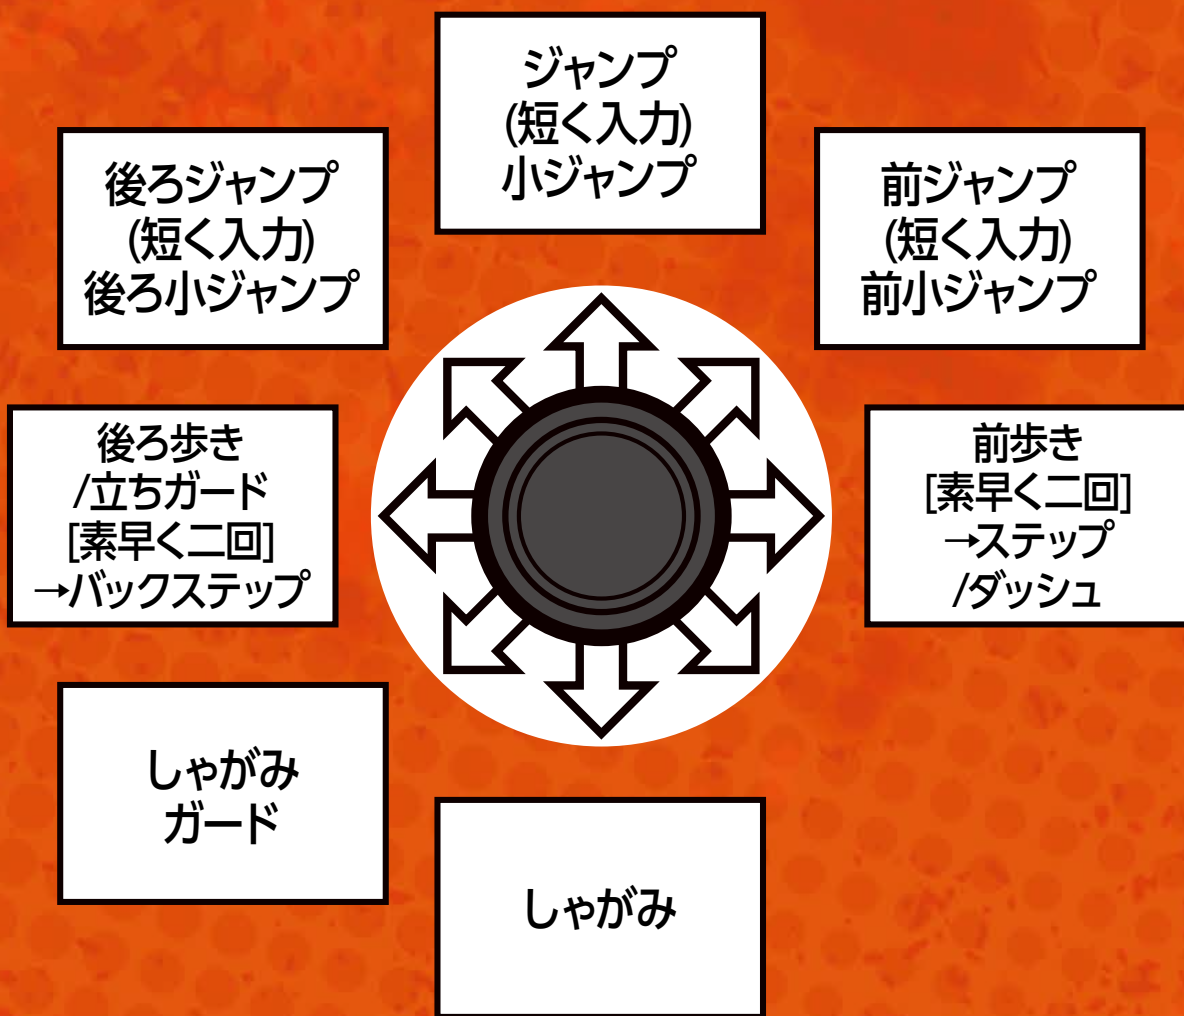 ジャンプ
(短く入力)
小ジャンプ
後ろジャンプ
(短く入力)
後ろ小ジャンプ
前ジャンプ
(短く入力)
前小ジャンプ
後ろ歩き
/立ちガード
[素早く二回]
→バックステップ
前歩き
[素早く二回]
→ステップ
/ダッシュ
しゃがみ
ガード
しゃがみ